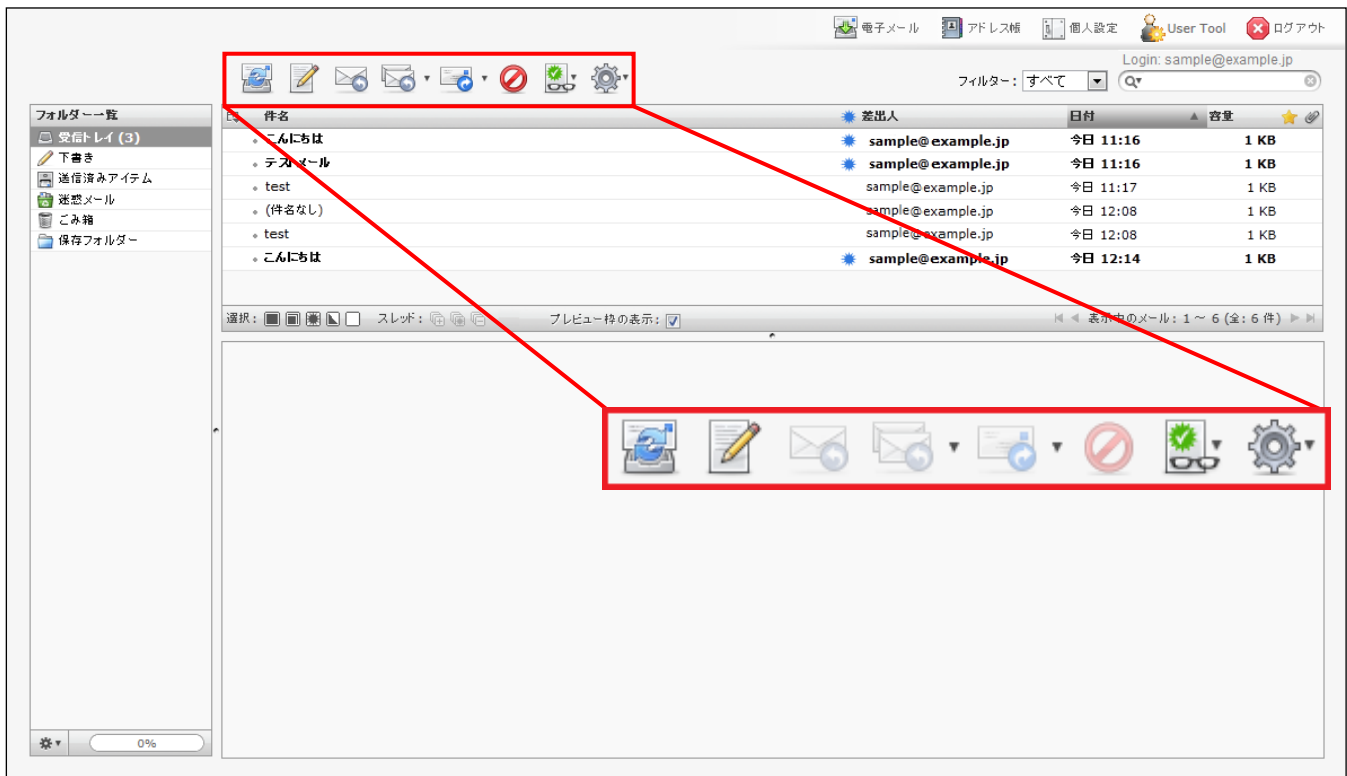 電子メール アドレス帳 個人設定 User Tool ログアウト
Login: sample@example.jp
フィルター: すべて
フォルダー一覧
受信トレイ (3)
下書き
送信済みアイテム
迷惑メール
ごみ箱
保存フォルダー
件名 差出人 日付 容量
こんにちは sample@example.jp 今日 11:16 1 KB
テストメール sample@example.jp 今日 11:16 1 KB
test sample@example.jp 今日 11:17 1 KB
(件名なし) sample@example.jp 今日 12:08 1 KB
test sample@example.jp 今日 12:08 1 KB
こんにちは sample@example.jp 今日 12:14 1 KB
選択: スレッド: プレビュー枠の表示: 表示中のメール: 1 ~ 6 (全: 6 件)
0%